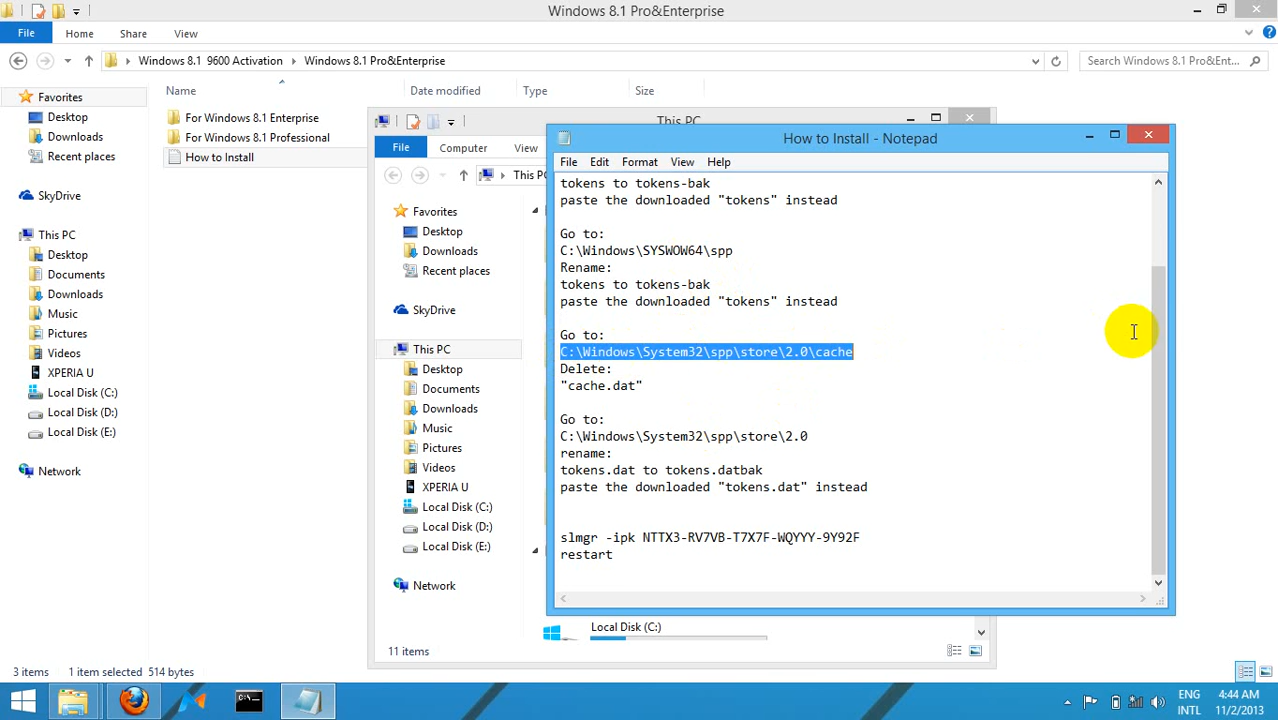 Windows 8.1 Pro&Enterprise
File Home Share View
Windows 8.1 9600 Activation Windows 8.1 Pro&Enterprise
Search Windows 8.1 Pro&Ent...
Favorites
Desktop
Downloads
Recent places
SkyDrive
This PC
Desktop
Documents
Downloads
Music
Pictures
Videos
XPERIA U
Local Disk (C:)
Local Disk (D:)
Local Disk (E:)
Network
Name Date modified Type Size
For Windows 8.1 Enterprise
For Windows 8.1 Professional
How to Install
This PC
File Computer View
This PC
Favorites
Desktop
Downloads
Recent places
SkyDrive
This PC
Desktop
Documents
Downloads
Music
Pictures
Videos
XPERIA U
Local Disk (C:)
Local Disk (D:)
Local Disk (E:)
Network
Local Disk (C:)
11 items
How to Install - Notepad
File Edit Format View Help
tokens to tokens-bak
paste the downloaded "tokens" instead
Go to:
C:\Windows\SYSWOW64\spp
Rename:
tokens to tokens-bak
paste the downloaded "tokens" instead
Go to:
C:\Windows\System32\spp\store\2.0\cache
Delete:
"cache.dat"
Go to:
C:\Windows\System32\spp\store\2.0
rename:
tokens.dat to tokens.datbak
paste the downloaded "tokens.dat" instead
slmgr -ipk NTTX3-RV7VB-T7X7F-WQYYY-9Y92F
restart
3 items 1 item selected 514 bytes
ENG
INTL
4:44 AM
11/2/2013